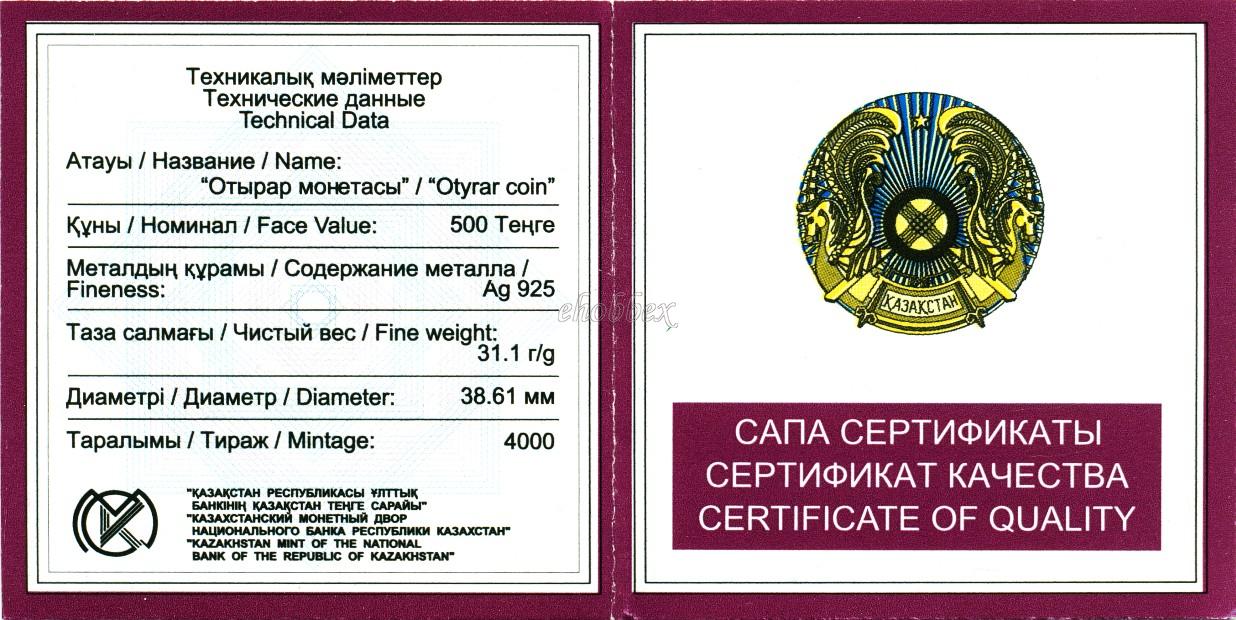 Техникалық мәліметтер
Технические данные
Technical Data
Атауы / Название / Name:
“Отырар монетасы” / “Otyrar coin”
Құны / Номинал / Face Value: 500 Теңге
Металдың құрамы / Содержание металла /
Fineness: Ag 925
Таза салмағы / Чистый вес / Fine weight:
31.1 г/g
Диаметрі / Диаметр / Diameter: 38.61 мм
Таралымы / Тираж / Mintage: 4000
"ҚАЗАҚСТАН РЕСПУБЛИКАСЫ ҰЛТТЫҚ
БАНКІНІҢ ҚАЗАҚСТАН ТЕҢГЕ САРАЙЫ"
"КАЗАХСТАНСКИЙ МОНЕТНЫЙ ДВОР
НАЦИОНАЛЬНОГО БАНКА РЕСПУБЛИКИ КАЗАХСТАН"
"KAZAKHSTAN MINT OF THE NATIONAL
BANK OF THE REPUBLIC OF KAZAKHSTAN"
ehobbex
ҚАЗАҚСТАН
САПА СЕРТИФИКАТЫ
СЕРТИФИКАТ КАЧЕСТВА
CERTIFICATE OF QUALITY